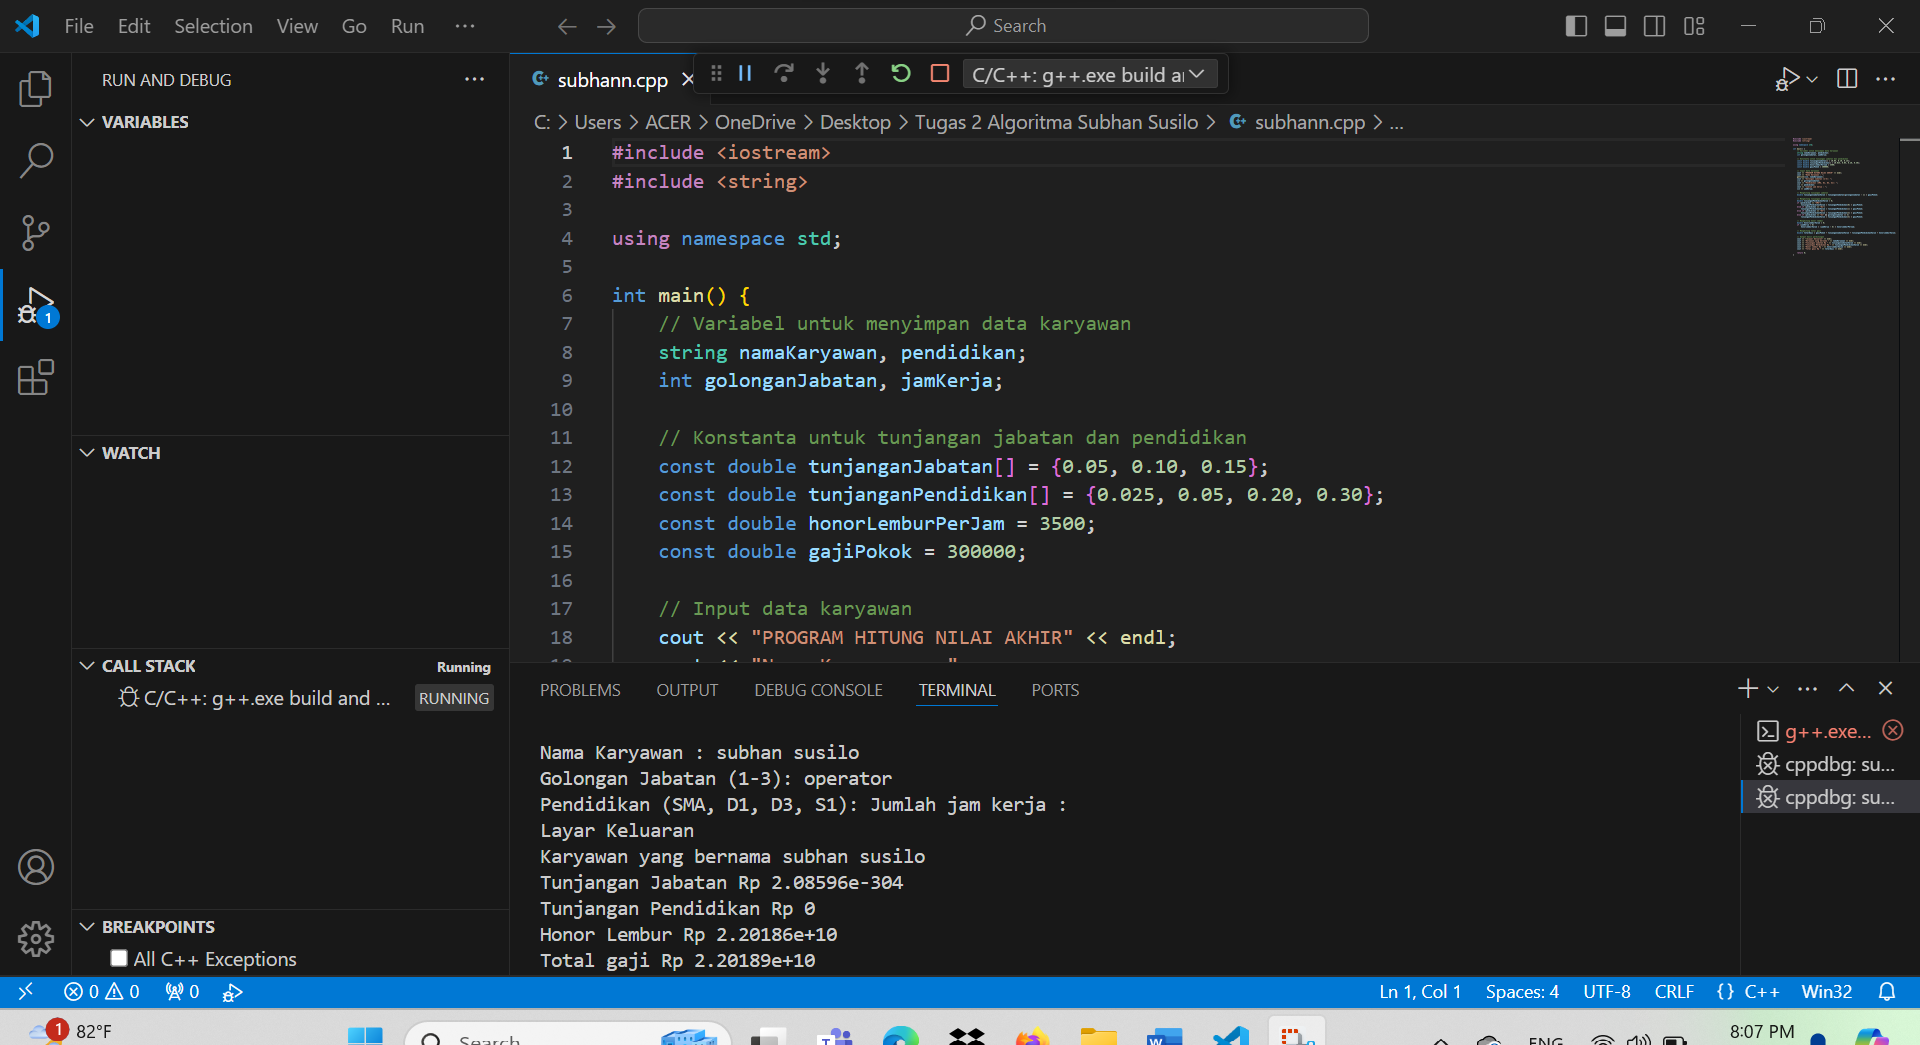 File Edit Selection View Go Run ···
Search
RUN AND DEBUG
subhann.cpp
C/C++: g++.exe build a
C: > Users > ACER > OneDrive > Desktop > Tugas 2 Algoritma Subhan Susilo > subhann.cpp > ...
VARIABLES
WATCH
CALL STACK Running
C/C++: g++.exe build and ... RUNNING
BREAKPOINTS
All C++ Exceptions
1
1 #include <iostream>
2 #include <string>
3
4 using namespace std;
5
6 int main() {
7 // Variabel untuk menyimpan data karyawan
8 string namaKaryawan, pendidikan;
9 int golonganJabatan, jamKerja;
10
11 // Konstanta untuk tunjangan jabatan dan pendidikan
12 const double tunjanganJabatan[] = {0.05, 0.10, 0.15};
13 const double tunjanganPendidikan[] = {0.025, 0.05, 0.20, 0.30};
14 const double honorLemburPerJam = 3500;
15 const double gajiPokok = 300000;
16
17 // Input data karyawan
18 cout << "PROGRAM HITUNG NILAI AKHIR" << endl;
PROBLEMS OUTPUT DEBUG CONSOLE TERMINAL PORTS
Nama Karyawan : subhan susilo
Golongan Jabatan (1-3): operator
Pendidikan (SMA, D1, D3, S1): Jumlah jam kerja :
Layar Keluaran
Karyawan yang bernama subhan susilo
Tunjangan Jabatan Rp 2.08596e-304
Tunjangan Pendidikan Rp 0
Honor Lembur Rp 2.20186e+10
Total gaji Rp 2.20189e+10
g++.exe...
cppdbg: su...
cppdbg: su...
0 0 0
Ln 1, Col 1 Spaces: 4 UTF-8 CRLF {} C++ Win32
1 82°F
Search
ENG
8:07 PM